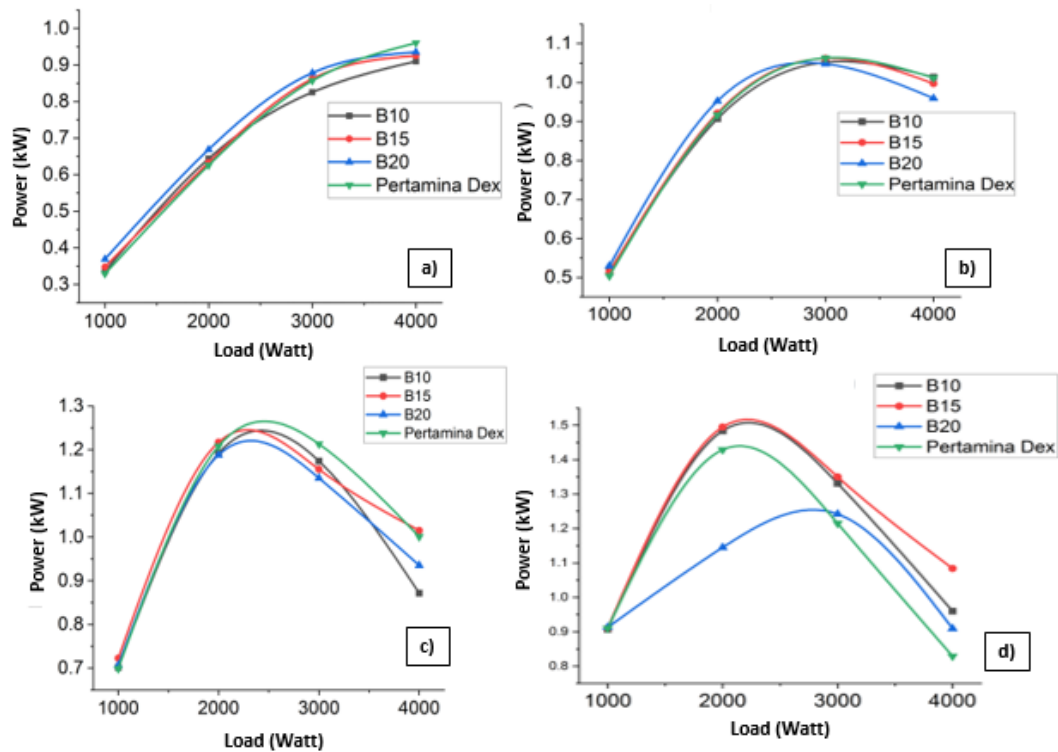 1.0
0.9
0.8
0.7
0.6
0.5
0.4
0.3
Power (kW)
B10
B15
B20
Pertamina Dex
a)
1000 2000 3000 4000
Load (Watt)
1.1
1.0
0.9
0.8
0.7
0.6
0.5
Power (kW )
B10
B15
B20
Pertamina Dex
b)
1000 2000 3000 4000
Load (Watt)
B10
B15
B20
Pertamina Dex
1.3
1.2
1.1
1.0
0.9
0.8
0.7
Power (kW)
c)
1000 2000 3000 4000
Load (Watt)
B10
B15
B20
Pertamina Dex
1.5
1.4
1.3
1.2
1.1
1.0
0.9
0.8
Power (kW)
d)
1000 2000 3000 4000
Load (Watt)